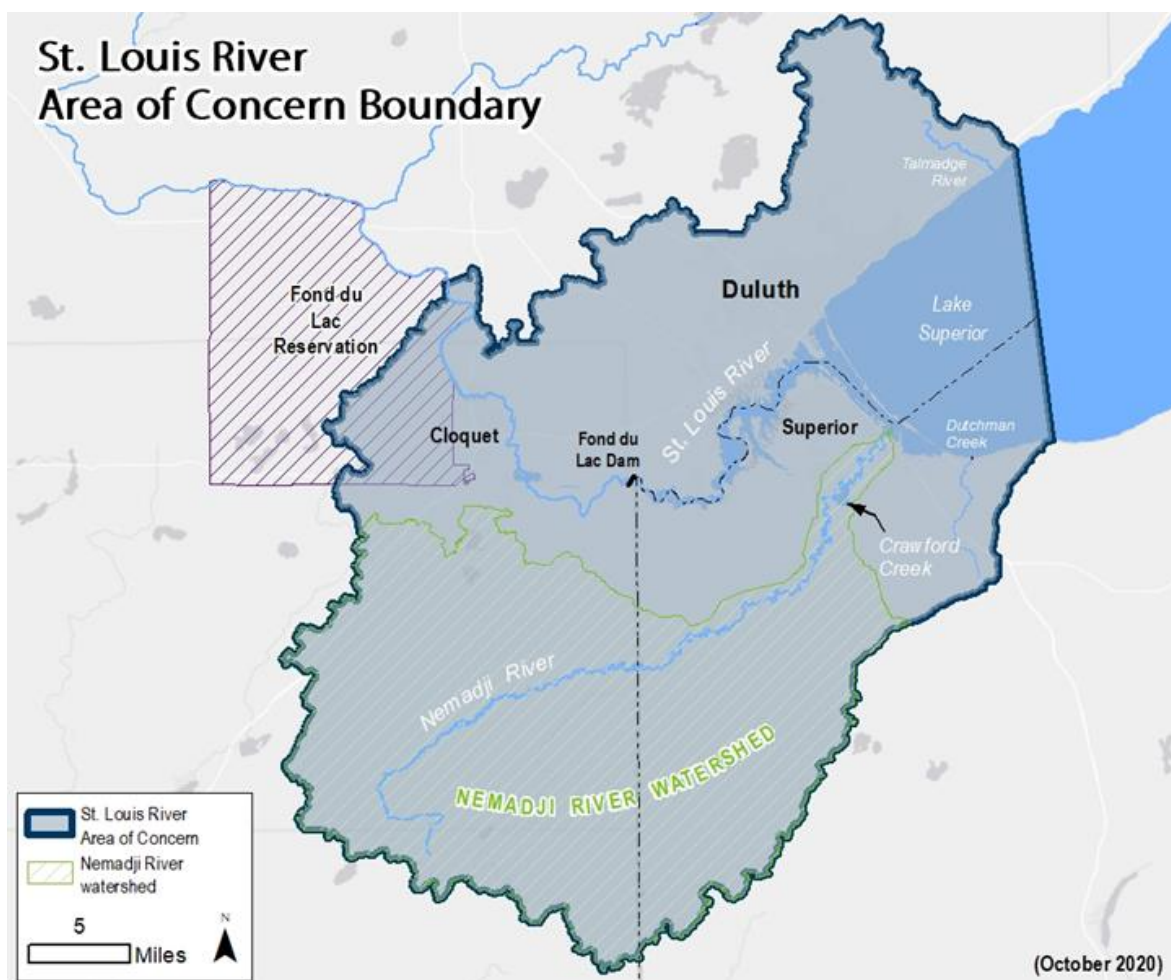 St. Louis River
Area of Concern Boundary
Talmadge
River
Duluth
Fond du
Lac
Reservation
Lake
Superior
St. Louis River
Cloquet
Fond du
Lac Dam
Superior
Dutchman
Creek
Crawford
Creek
Nemadji River
NEMADJI RIVER WATERSHED
St. Louis River
Area of Concern
Nemadji River
watershed
5
Miles
N
(October 2020)